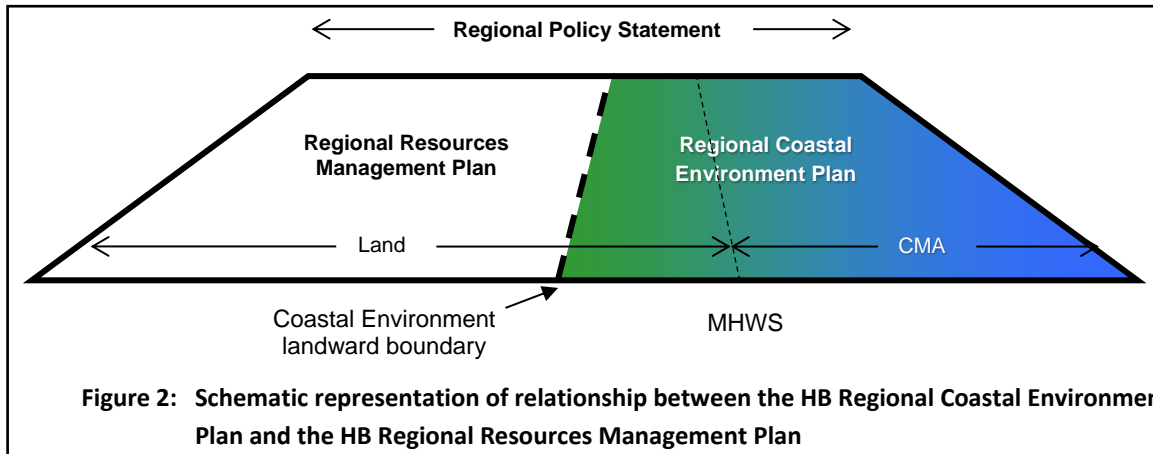 Regional Policy Statement
Regional Resources
Management Plan
Regional Coastal
Environment Plan
Land
CMA
Coastal Environment
landward boundary
MHWS
Figure 2: Schematic representation of relationship between the HB Regional Coastal Environme
Plan and the HB Regional Resources Management Plan